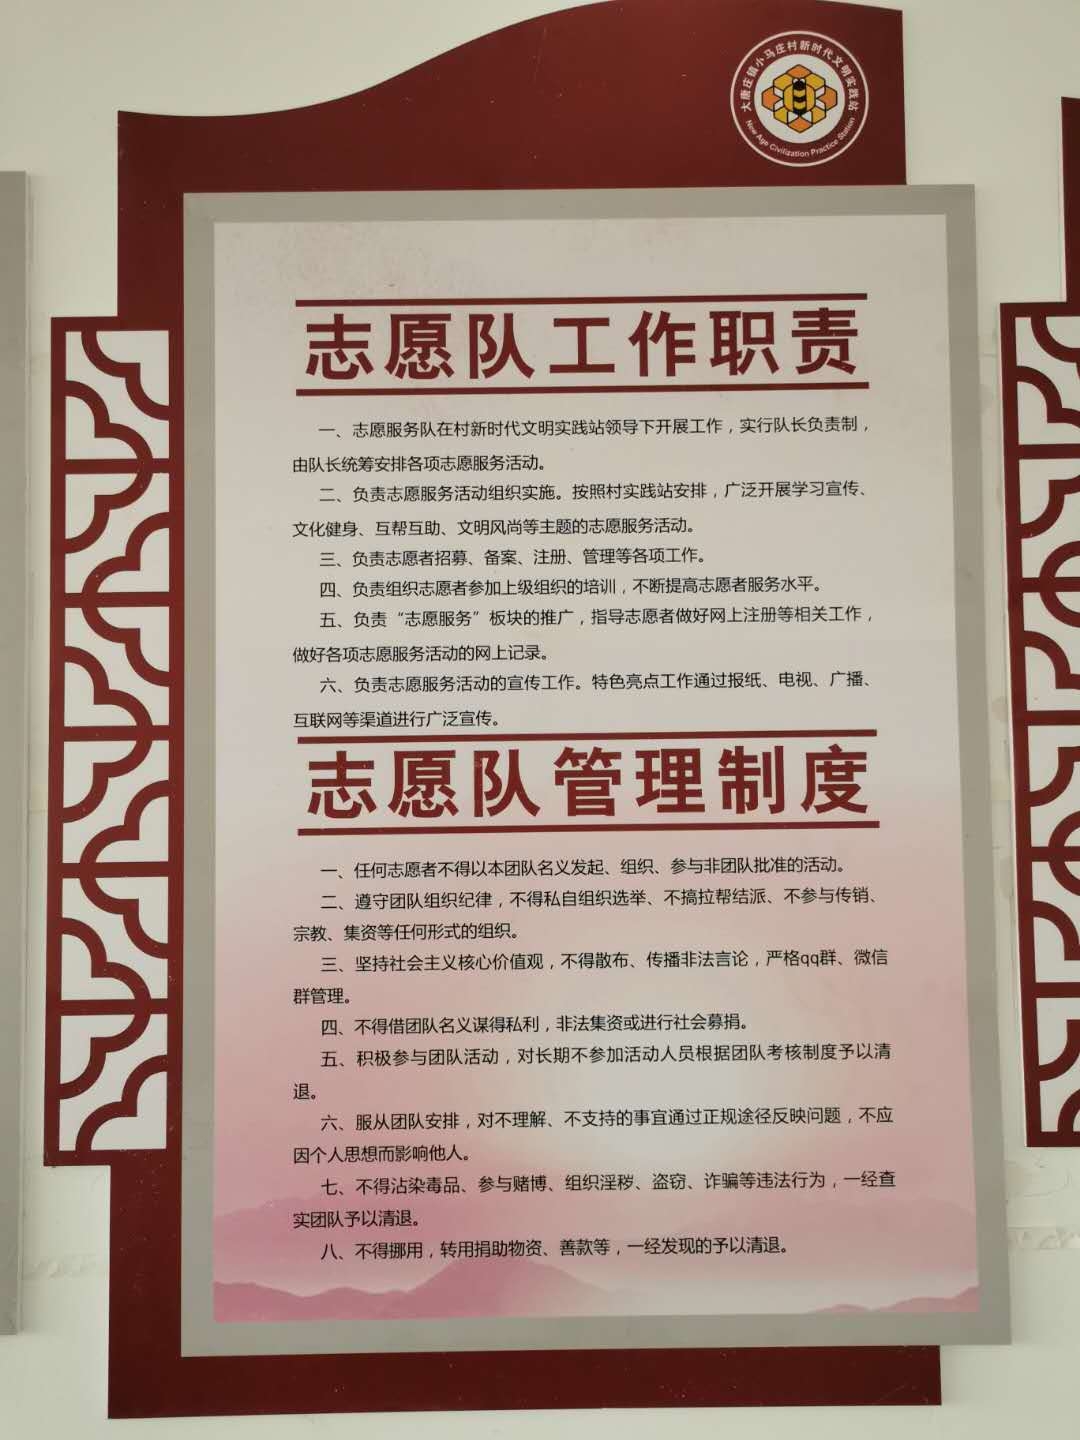 大唐庄镇小马庄村新时代文明实践站
New Age Civilization Practice Station
志愿队工作职责
一、志愿服务队在村新时代文明实践站领导下开展工作，实行队长负责制，
由队长统筹安排各项志愿服务活动。
二、负责志愿服务活动组织实施。按照村实践站安排，广泛开展学习宣传、
文化健身、互帮互助、文明风尚等主题的志愿服务活动。
三、负责志愿者招募、备案、注册、管理等各项工作。
四、负责组织志愿者参加上级组织的培训，不断提高志愿者服务水平。
五、负责“志愿服务”板块的推广，指导志愿者做好网上注册等相关工作，
做好各项志愿服务活动的网上记录。
六、负责志愿服务活动的宣传工作。特色亮点工作通过报纸、电视、广播、
互联网等渠道进行广泛宣传。
志愿队管理制度
一、任何志愿者不得以本团队名义发起、组织、参与非团队批准的活动。
二、遵守团队组织纪律，不得私自组织选举、不搞拉帮结派、不参与传销、
宗教、集资等任何形式的组织。
三、坚持社会主义核心价值观，不得散布、传播非法言论，严格qq群、微信
群管理。
四、不得借团队名义谋得私利，非法集资或进行社会募捐。
五、积极参与团队活动，对长期不参加活动人员根据团队考核制度予以清
退。
六、服从团队安排，对不理解、不支持的事宜通过正规途径反映问题，不应
因个人思想而影响他人。
七、不得沾染毒品、参与赌博、组织淫秽、盗窃、诈骗等违法行为，一经查
实团队予以清退。
八、不得挪用，转用捐助物资、善款等，一经发现的予以清退。